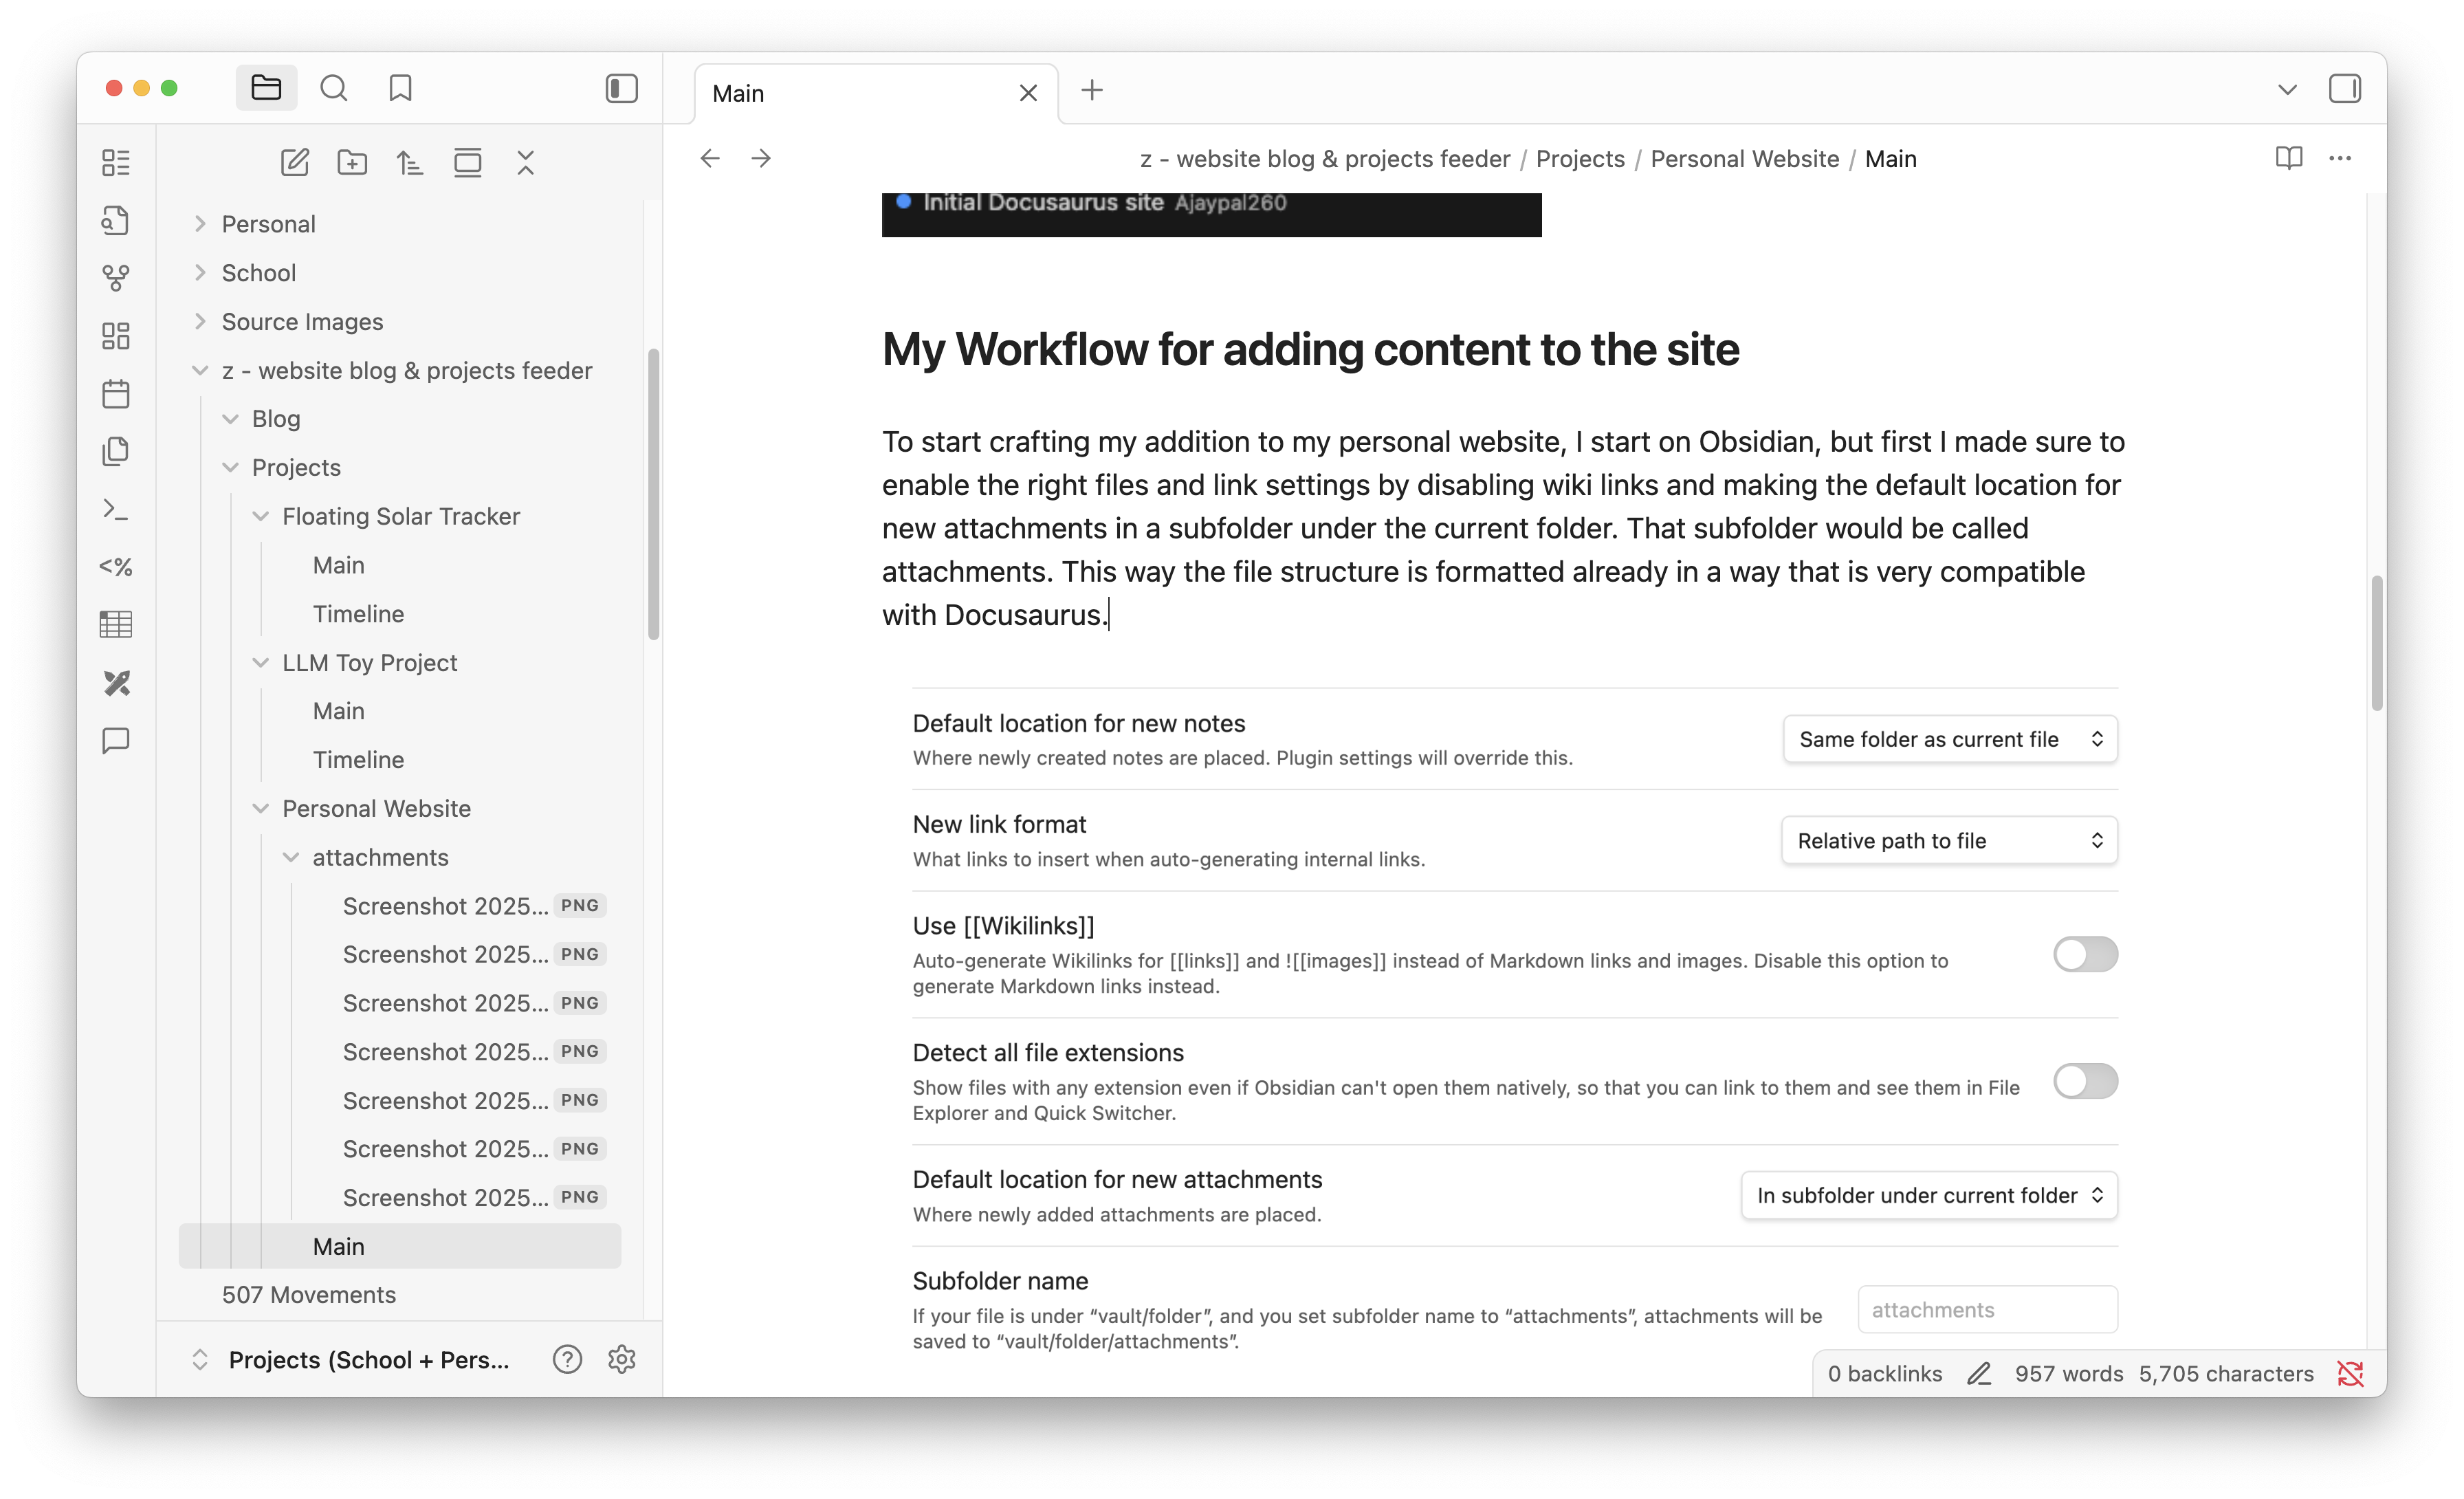 Main
z - website blog & projects feeder / Projects / Personal Website / Main
Personal
School
Source Images
z - website blog & projects feeder
Blog
Projects
Floating Solar Tracker
Main
Timeline
LLM Toy Project
Main
Timeline
Personal Website
attachments
Screenshot 2025... PNG
Screenshot 2025... PNG
Screenshot 2025... PNG
Screenshot 2025... PNG
Screenshot 2025... PNG
Screenshot 2025... PNG
Screenshot 2025... PNG
Main
507 Movements
Projects (School + Pers...
<%
Initial Docusaurus site Ajaypal260
My Workflow for adding content to the site
To start crafting my addition to my personal website, I start on Obsidian, but first I made sure to
enable the right files and link settings by disabling wiki links and making the default location for
new attachments in a subfolder under the current folder. That subfolder would be called
attachments. This way the file structure is formatted already in a way that is very compatible
with Docusaurus.
Default location for new notes
Where newly created notes are placed. Plugin settings will override this.
Same folder as current file
New link format
What links to insert when auto-generating internal links.
Relative path to file
Use [[Wikilinks]]
Auto-generate Wikilinks for [[links]] and ![[images]] instead of Markdown links and images. Disable this option to
generate Markdown links instead.
Detect all file extensions
Show files with any extension even if Obsidian can't open them natively, so that you can link to them and see them in File
Explorer and Quick Switcher.
Default location for new attachments
Where newly added attachments are placed.
In subfolder under current folder
Subfolder name
If your file is under “vault/folder”, and you set subfolder name to “attachments”, attachments will be
saved to “vault/folder/attachments”.
attachments
0 backlinks 957 words 5,705 characters